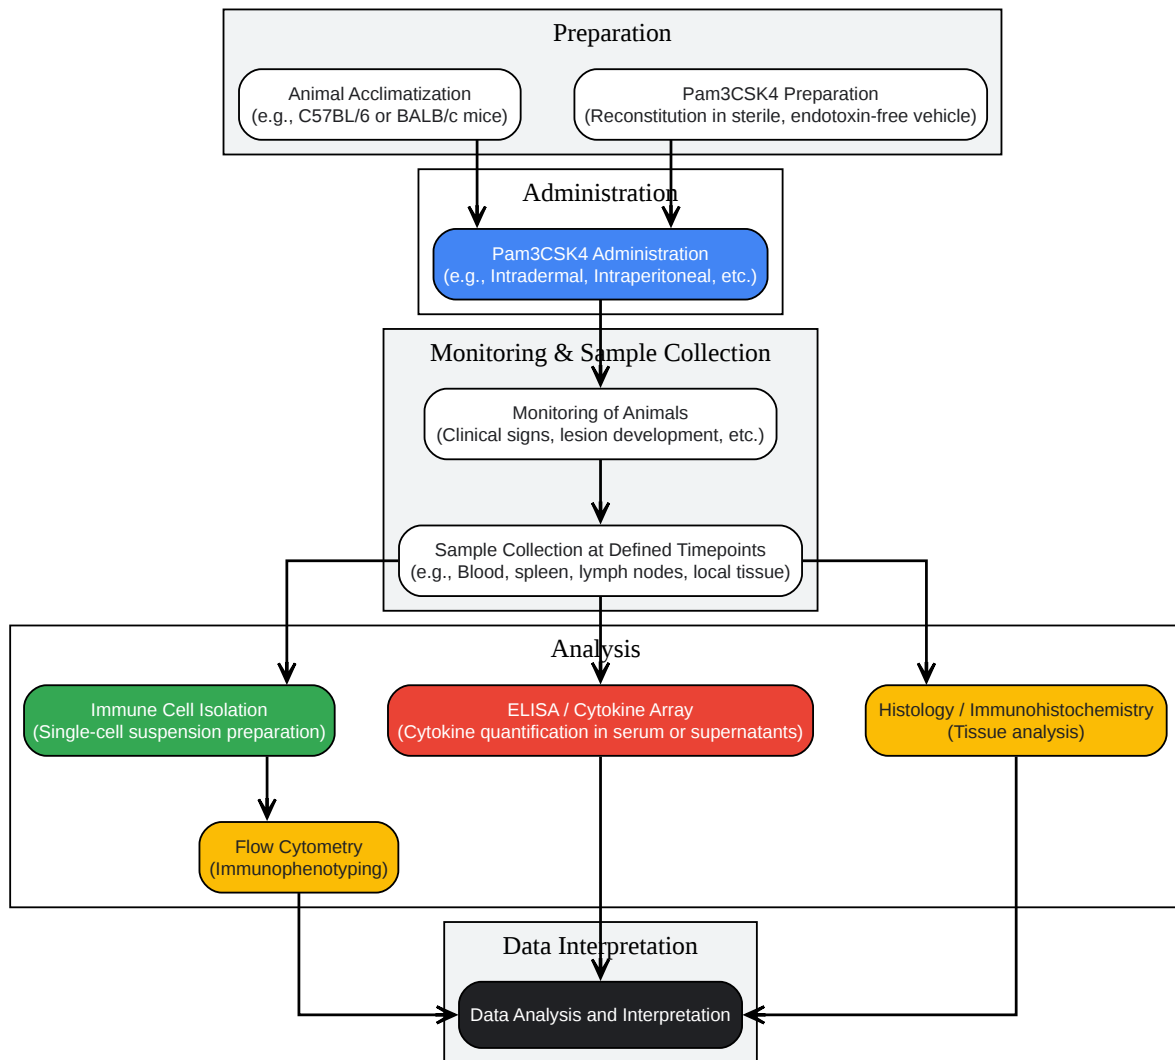 Preparation
Animal Acclimatization
(e.g., C57BL/6 or BALB/c mice)
Pam3CSK4 Preparation
(Reconstitution in sterile, endotoxin-free vehicle)
Administration
Pam3CSK4 Administration
(e.g., Intradermal, Intraperitoneal, etc.)
Monitoring & Sample Collection
Monitoring of Animals
(Clinical signs, lesion development, etc.)
Sample Collection at Defined Timepoints
(e.g., Blood, spleen, lymph nodes, local tissue)
Analysis
Immune Cell Isolation
(Single-cell suspension preparation)
ELISA / Cytokine Array
(Cytokine quantification in serum or supernatants)
Histology / Immunohistochemistry
(Tissue analysis)
Flow Cytometry
(Immunophenotyping)
Data Interpretation
Data Analysis and Interpretation